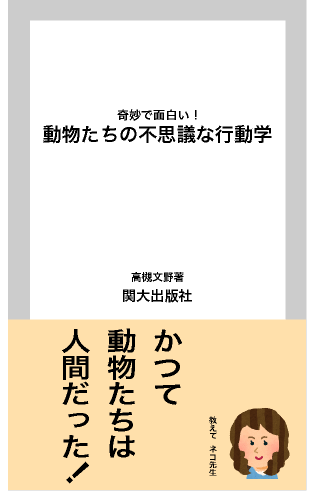 奇妙で面白い！
動物たちの不思議な行動学
高槻文野著
関大出版社
かつて
動物たちは
人間だった！
教えて ネコ先生